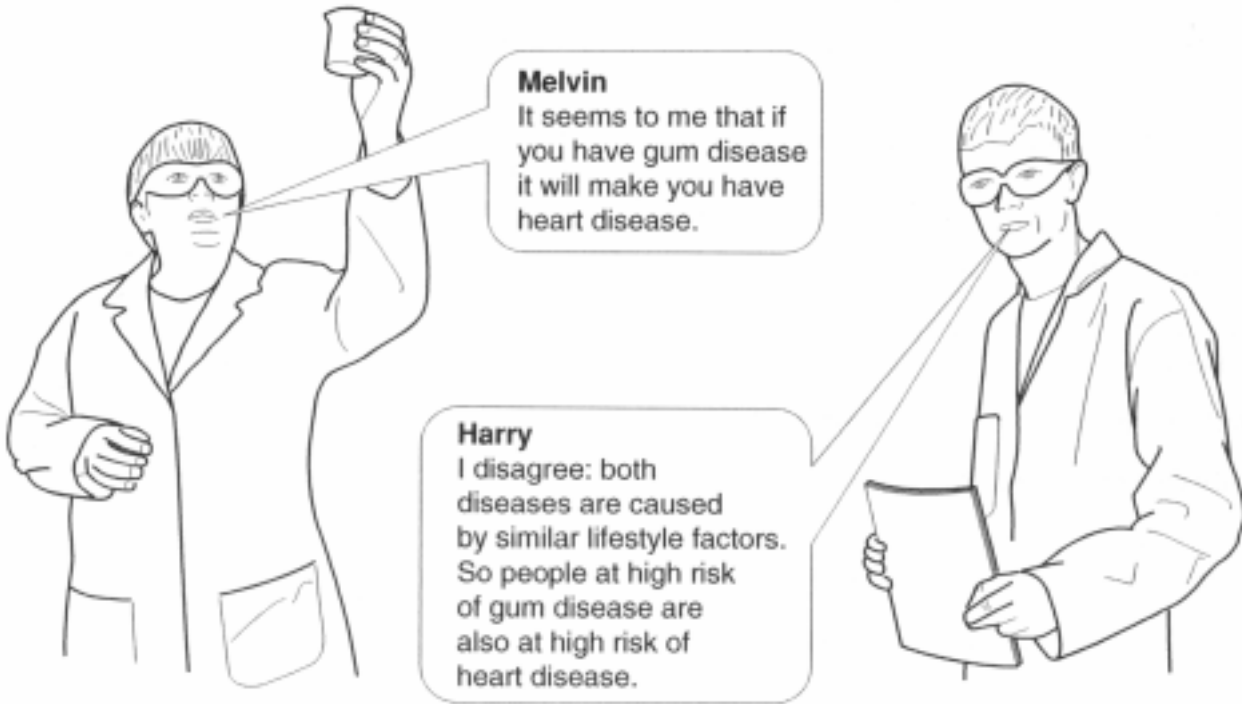 Melvin
It seems to me that if
you have gum disease
it will make you have
heart disease.
Harry
I disagree: both
diseases are caused
by similar lifestyle factors.
So people at high risk
of gum disease are
also at high risk of
heart disease.